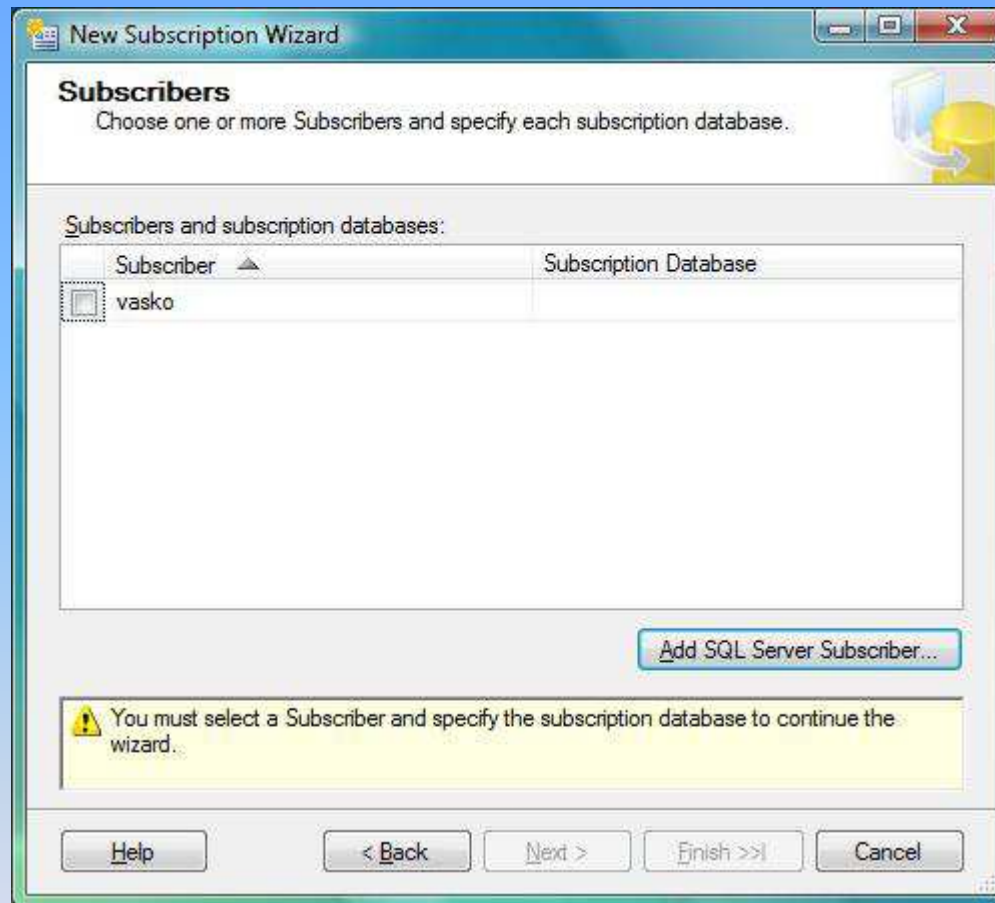 New Subscription Wizard
Subscribers
Choose one or more Subscribers and specify each subscription database.
Subscribers and subscription databases:
Subscriber Subscription Database
vasko
Add SQL Server Subscriber...
You must select a Subscriber and specify the subscription database to continue the
wizard.
Help < Back Next > Finish >>| Cancel